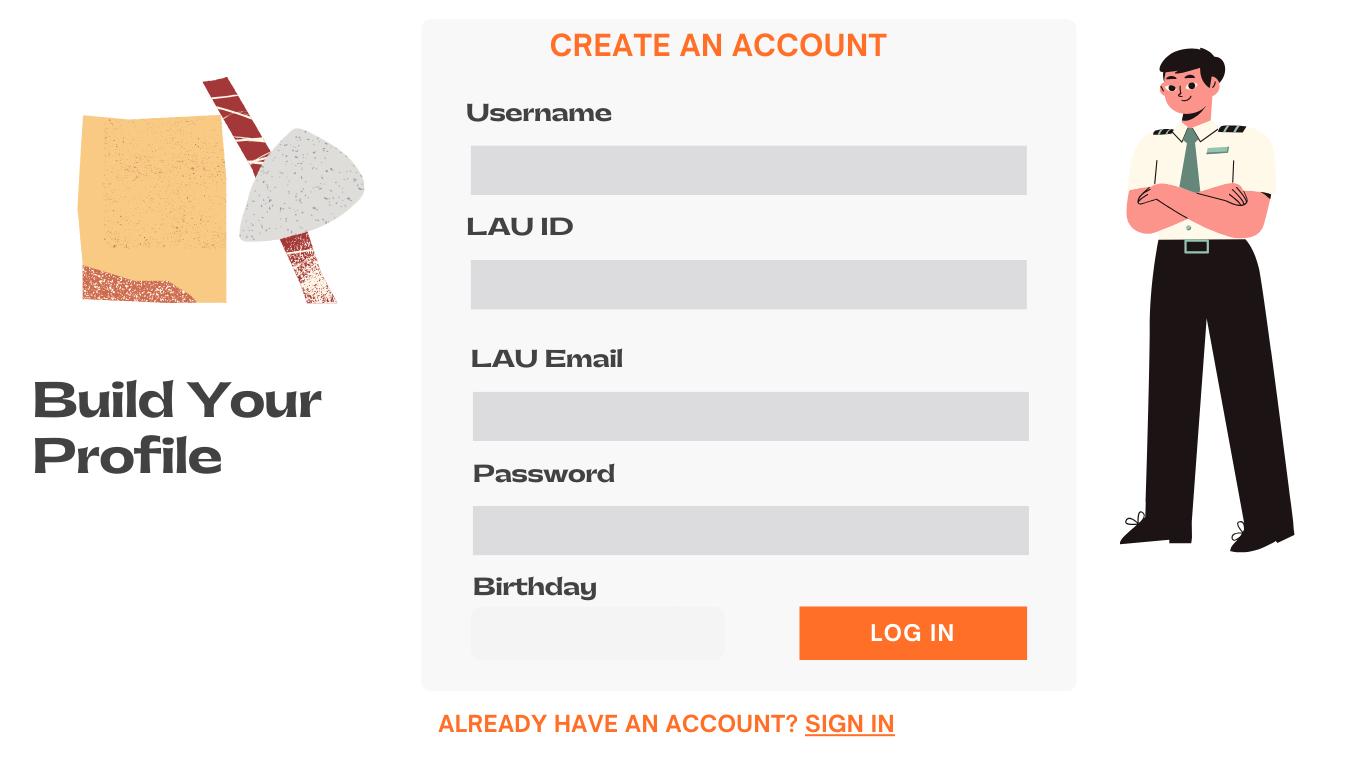 CREATE AN ACCOUNT
Username
LAU ID
LAU Email
Password
Birthday
LOG IN
Build Your
Profile
ALREADY HAVE AN ACCOUNT? SIGN IN